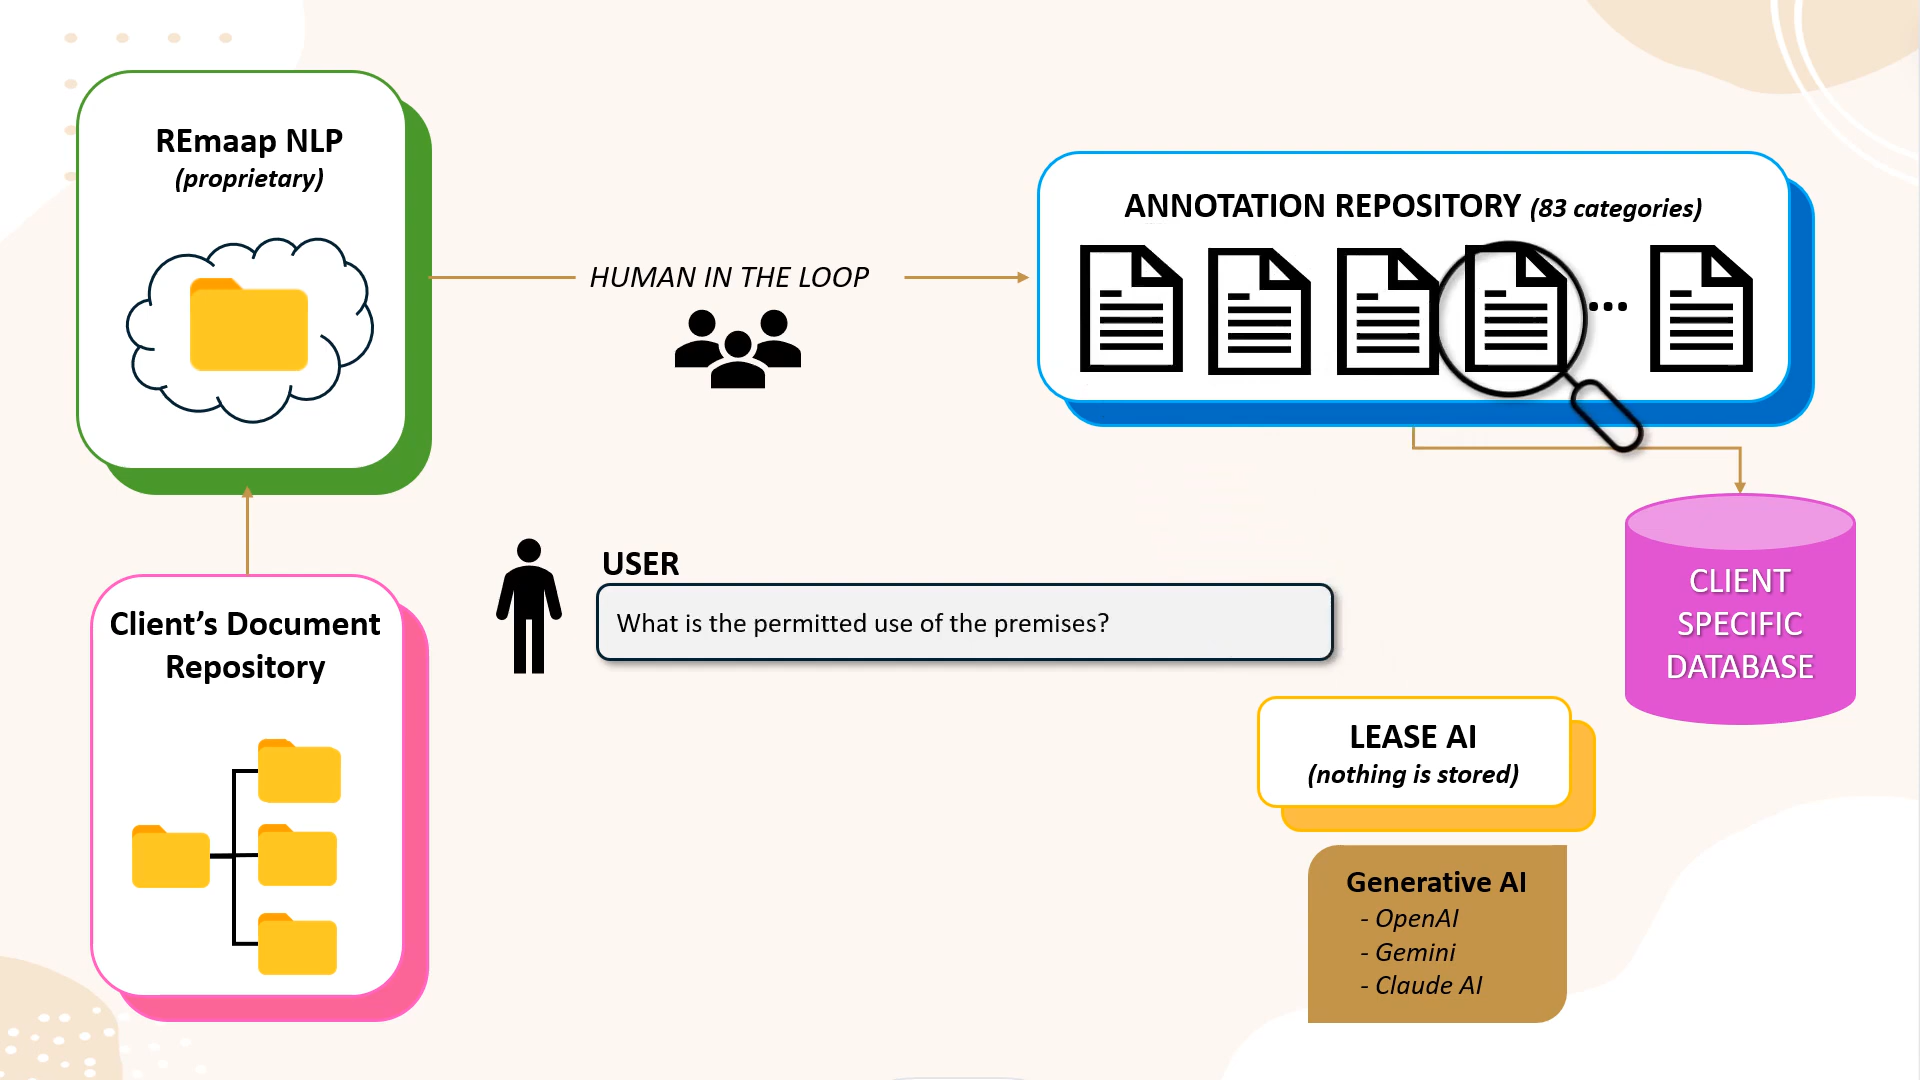 REmaap NLP
(proprietary)
HUMAN IN THE LOOP
ANNOTATION REPOSITORY (83 categories)
...
Client’s Document
Repository
USER
What is the permitted use of the premises?
CLIENT
SPECIFIC
DATABASE
LEASE AI
(nothing is stored)
Generative AI
- OpenAI
- Gemini
- Claude AI